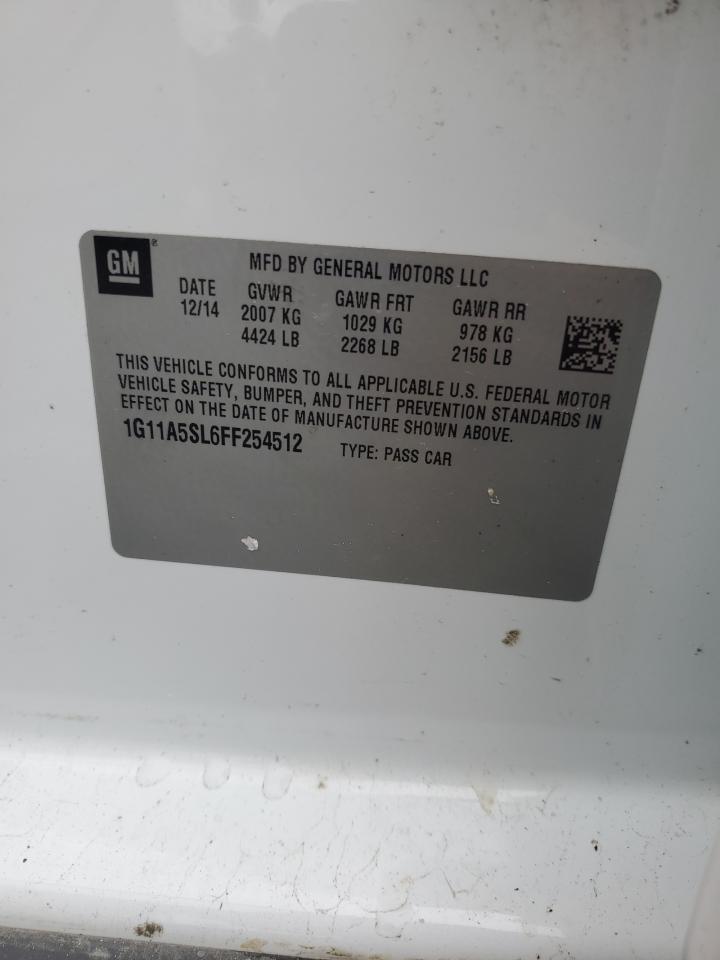 GM®
MFD BY GENERAL MOTORS LLC
DATE GVWR GAWR FRT GAWR RR
12/14 2007 KG 1029 KG 978 KG
4424 LB 2268 LB 2156 LB
THIS VEHICLE CONFORMS TO ALL APPLICABLE U.S. FEDERAL MOTOR
VEHICLE SAFETY, BUMPER, AND THEFT PREVENTION STANDARDS IN
EFFECT ON THE DATE OF MANUFACTURE SHOWN ABOVE.
1G11A5SL6FF254512 TYPE: PASS CAR